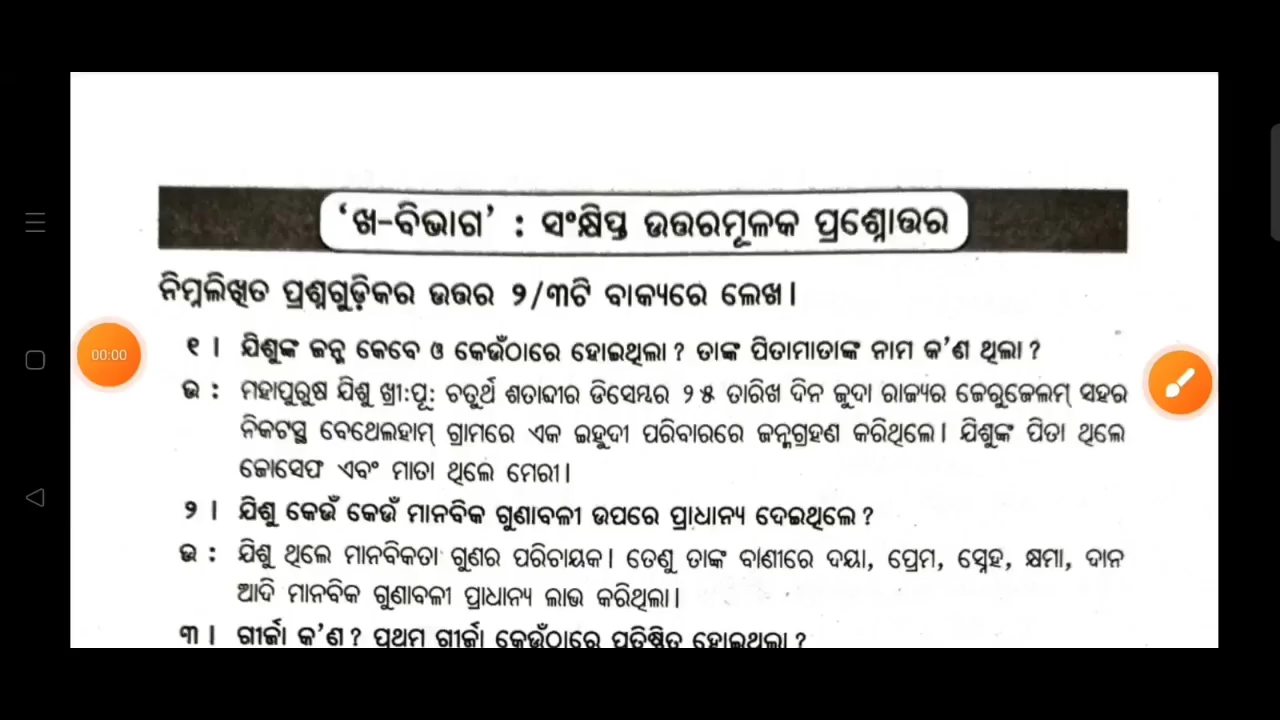 00:00
‘ଖ-ବିଭାଗ’ : ସଂକ୍ଷିପ୍ତ ଉତ୍ତରମୂଳକ ପ୍ରଶ୍ନୋତ୍ତର
ନିମ୍ନଲିଖିତ ପ୍ରଶ୍ନଗୁଡ଼ିକର ଉତ୍ତର ୨/୩ଟି ବାକ୍ୟରେ ଲେଖ।
୧ । ଯିଶୁଙ୍କ ଜନ୍ମ କେବେ ଓ କେଉଁଠାରେ ହୋଇଥିଲା ? ତାଙ୍କ ପିତାମାତାଙ୍କ ନାମ କ’ଣ ଥିଲା ?
ଉ : ମହାପୁରୁଷ ଯିଶୁ ଖ୍ରୀ:ପୂ: ଚତୁର୍ଥ ଶତାବ୍ଦୀର ଡିସେମ୍ବର ୨୫ ତାରିଖ ଦିନ ଜୁଦା ରାଜ୍ୟର ଜେରୁଜେଲମ୍ ସହର
ନିକଟସ୍ଥ ବେଥେଲହାମ୍ ଗ୍ରାମରେ ଏକ ଇହୁଦୀ ପରିବାରରେ ଜନ୍ମଗ୍ରହଣ କରିଥିଲେ। ଯିଶୁଙ୍କ ପିତା ଥିଲେ
ଜୋସେଫ ଏବଂ ମାତା ଥିଲେ ମେରୀ।
୨ । ଯିଶୁ କେଉଁ କେଉଁ ମାନବିକ ଗୁଣାବଳୀ ଉପରେ ପ୍ରାଧାନ୍ୟ ଦେଇଥିଲେ ?
ଉ : ଯିଶୁ ଥିଲେ ମାନବିକତା ଗୁଣର ପରିଚାୟକ। ତେଣୁ ତାଙ୍କ ବାଣୀରେ ଦୟା, ପ୍ରେମ, ସ୍ନେହ, କ୍ଷମା, ଦାନ
ଆଦି ମାନବିକ ଗୁଣାବଳୀ ପ୍ରାଧାନ୍ୟ ଲାଭ କରିଥିଲା।
୩ । ଗୀର୍ଜା କ’ଣ ? ପ୍ରଥମ ଗୀର୍ଜା କେଉଁଠାରେ ପ୍ରତିଷ୍ଠିତ ହୋଇଥିଲା ?